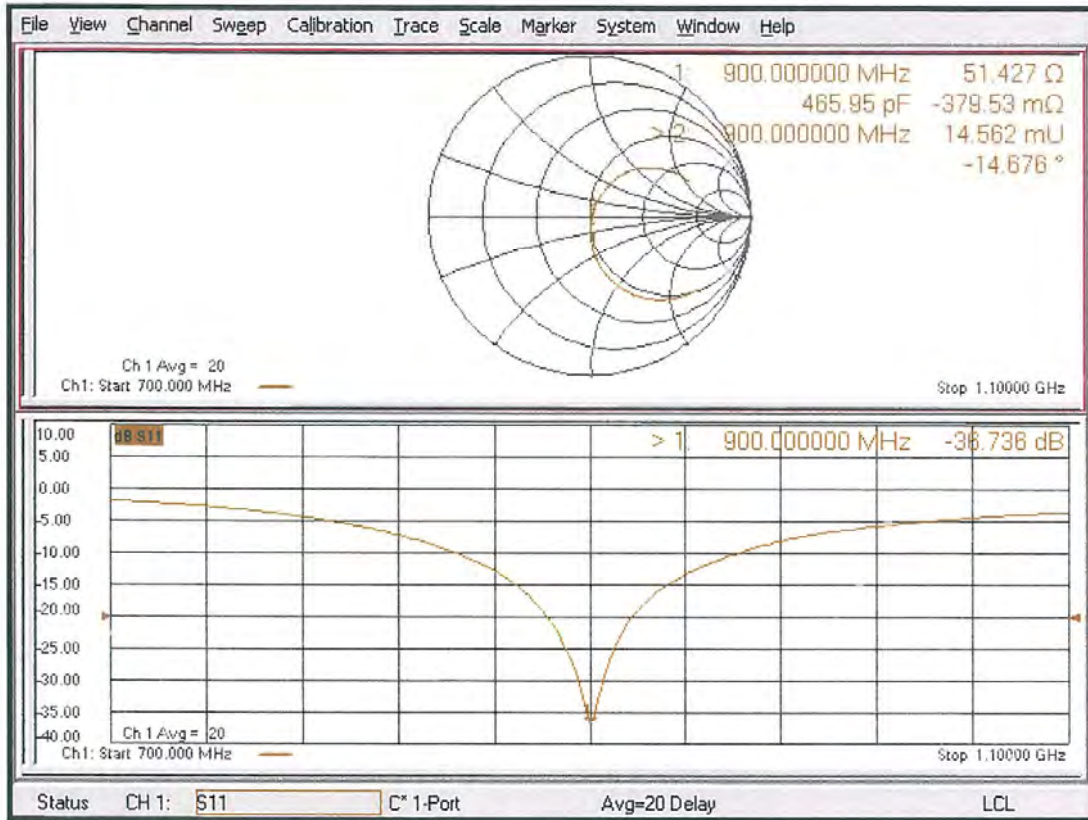 File View Channel Sweep Calibration Trace Scale Marker System Window Help
1: 900.000000 MHz 51.427 Ω
465.95 pF -379.53 mΩ
> 2: 900.000000 MHz 14.562 mU
-14.676 °
Ch 1 Avg = 20
Ch1: Start 700.000 MHz
Stop 1.10000 GHz
10.00
dB S11
> 1: 900.000000 MHz -36.736 dB
5.00
0.00
-5.00
-10.00
-15.00
-20.00
-25.00
-30.00
-35.00
-40.00
Ch 1 Avg = 20
Ch1: Start 700.000 MHz
Stop 1.10000 GHz
Status CH 1: S11 C* 1-Port Avg=20 Delay LCL